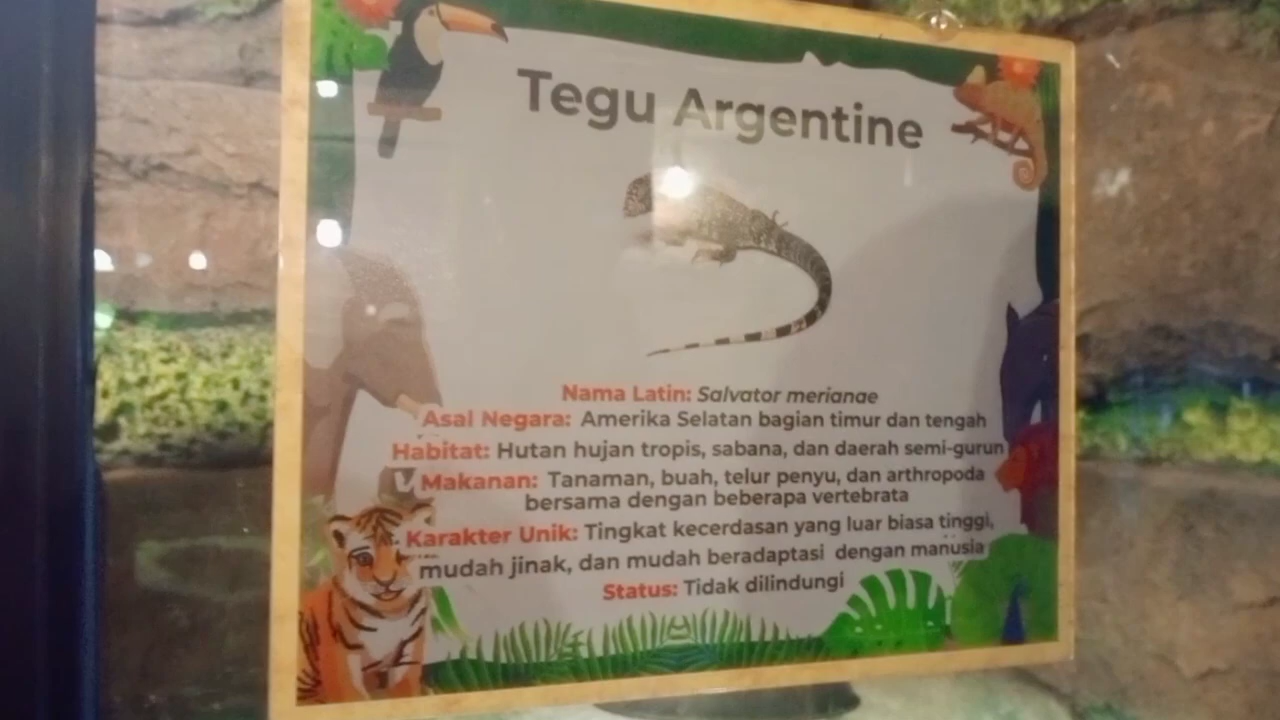 Tegu Argentine
Nama Latin: Salvator merianae
Asal Negara: Amerika Selatan bagian timur dan tengah
Habitat: Hutan hujan tropis, sabana, dan daerah semi-gurun
Makanan: Tanaman, buah, telur penyu, dan arthropoda
bersama dengan beberapa vertebrata
Karakter Unik: Tingkat kecerdasan yang luar biasa tinggi,
mudah jinak, dan mudah beradaptasi dengan manusia
Status: Tidak dilindungi